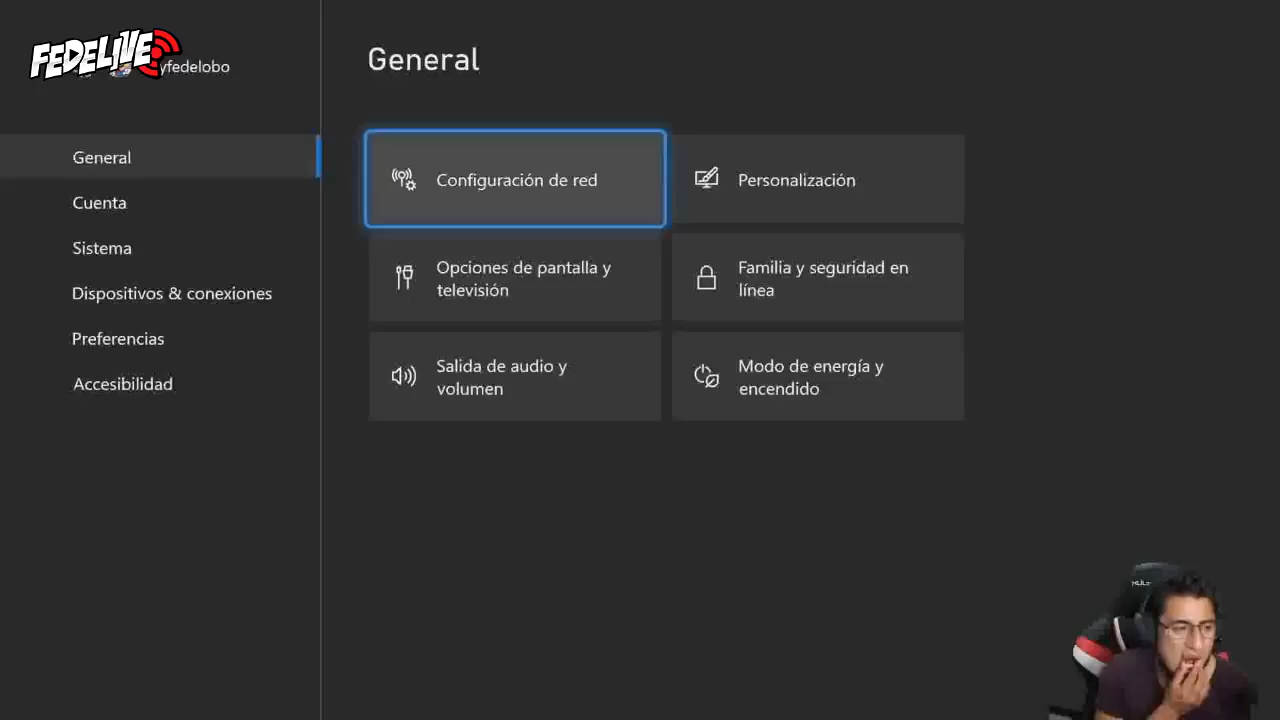 FEDELIVE
yfedelobo
General
Cuenta
Sistema
Dispositivos & conexiones
Preferencias
Accesibilidad
General
Configuración de red
Personalización
Opciones de pantalla y
televisión
Familia y seguridad en
línea
Salida de audio y
volumen
Modo de energía y
encendido